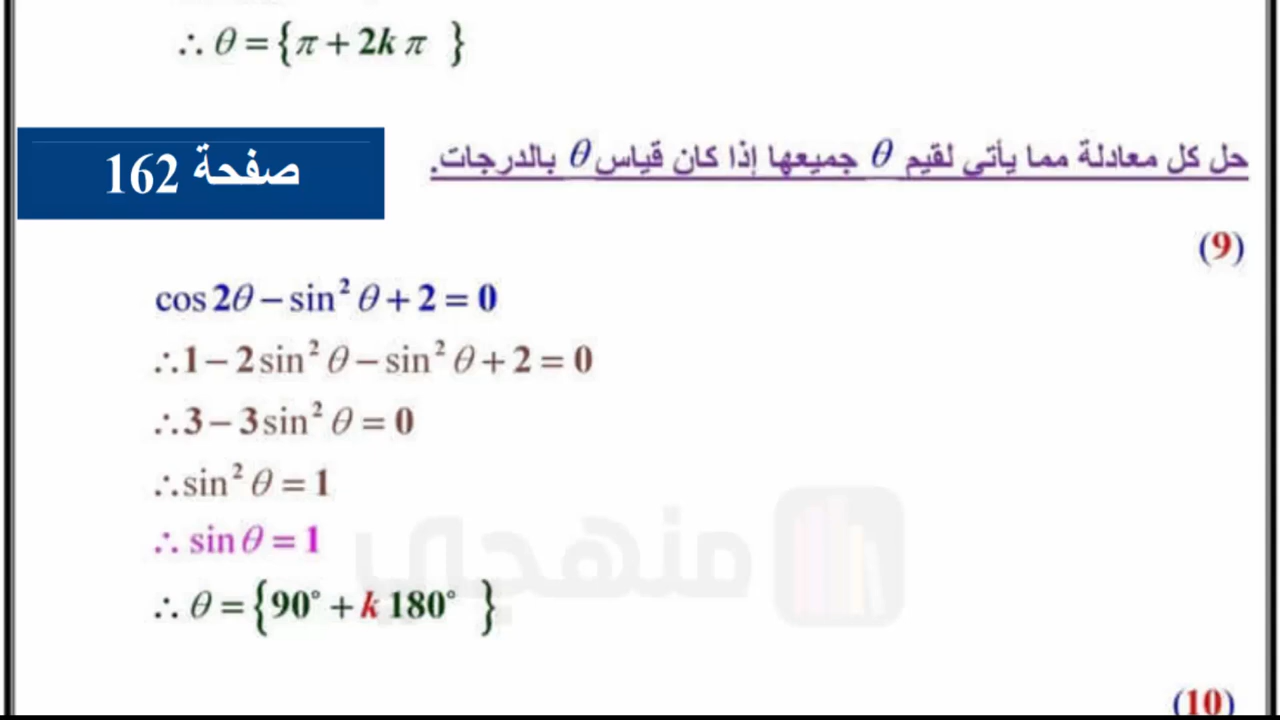 ∴ θ = {π + 2k π }
صفحة 162
حل كل معادلة مما يأتي لقيم θ جميعها إذا كان قياس θ بالدرجات.
(9)
cos 2θ − sin² θ + 2 = 0
∴ 1 − 2 sin² θ − sin² θ + 2 = 0
∴ 3 − 3 sin² θ = 0
∴ sin² θ = 1
∴ sin θ = 1
منهجي
∴ θ = {90° + k 180° }
(10)